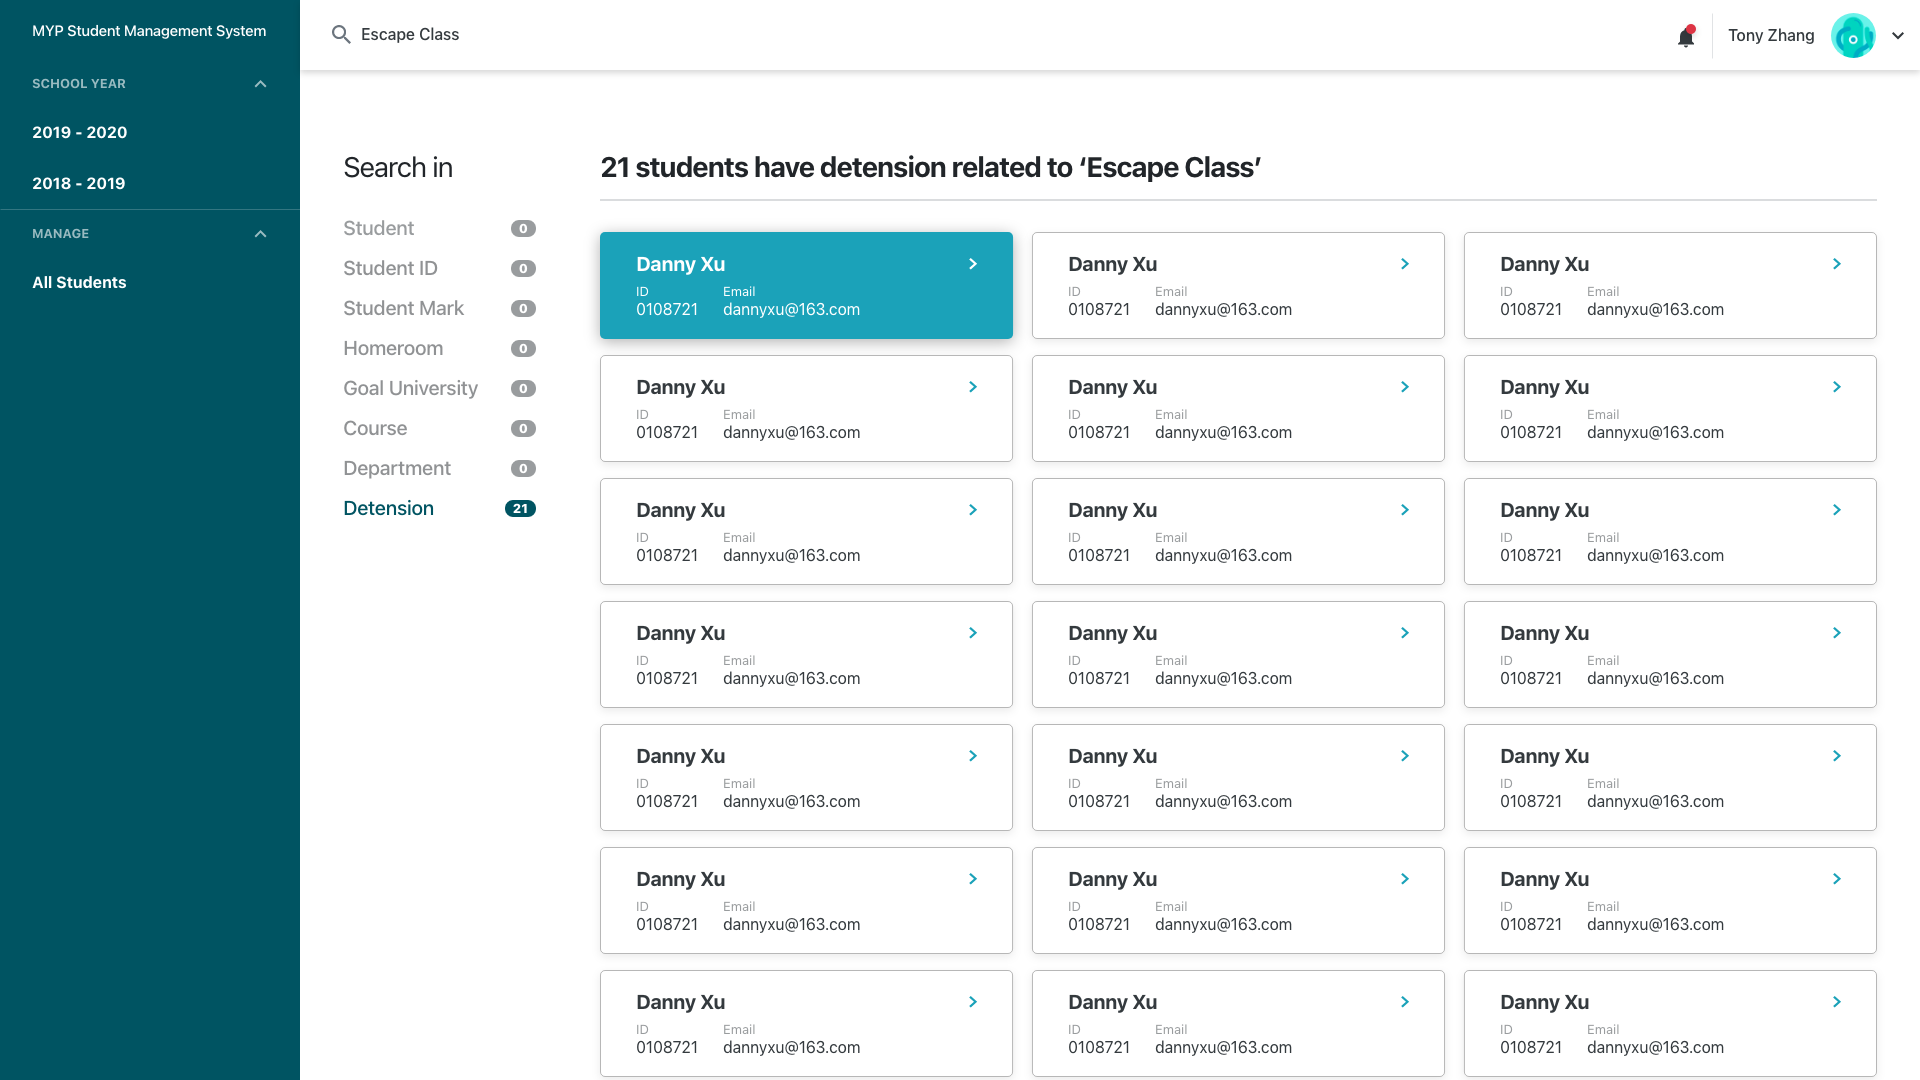 MYP Student Management System
Escape Class
Tony Zhang
SCHOOL YEAR
2019 - 2020
2018 - 2019
MANAGE
All Students
Search in
Student 0
Student ID 0
Student Mark 0
Homeroom 0
Goal University 0
Course 0
Department 0
Detension 21
21 students have detension related to ‘Escape Class’
Danny Xu Danny Xu Danny Xu
ID Email ID Email ID Email
0108721 dannyxu@163.com 0108721 dannyxu@163.com 0108721 dannyxu@163.com
Danny Xu Danny Xu Danny Xu
ID Email ID Email ID Email
0108721 dannyxu@163.com 0108721 dannyxu@163.com 0108721 dannyxu@163.com
Danny Xu Danny Xu Danny Xu
ID Email ID Email ID Email
0108721 dannyxu@163.com 0108721 dannyxu@163.com 0108721 dannyxu@163.com
Danny Xu Danny Xu Danny Xu
ID Email ID Email ID Email
0108721 dannyxu@163.com 0108721 dannyxu@163.com 0108721 dannyxu@163.com
Danny Xu Danny Xu Danny Xu
ID Email ID Email ID Email
0108721 dannyxu@163.com 0108721 dannyxu@163.com 0108721 dannyxu@163.com
Danny Xu Danny Xu Danny Xu
ID Email ID Email ID Email
0108721 dannyxu@163.com 0108721 dannyxu@163.com 0108721 dannyxu@163.com
Danny Xu Danny Xu Danny Xu
ID Email ID Email ID Email
0108721 dannyxu@163.com 0108721 dannyxu@163.com 0108721 dannyxu@163.com